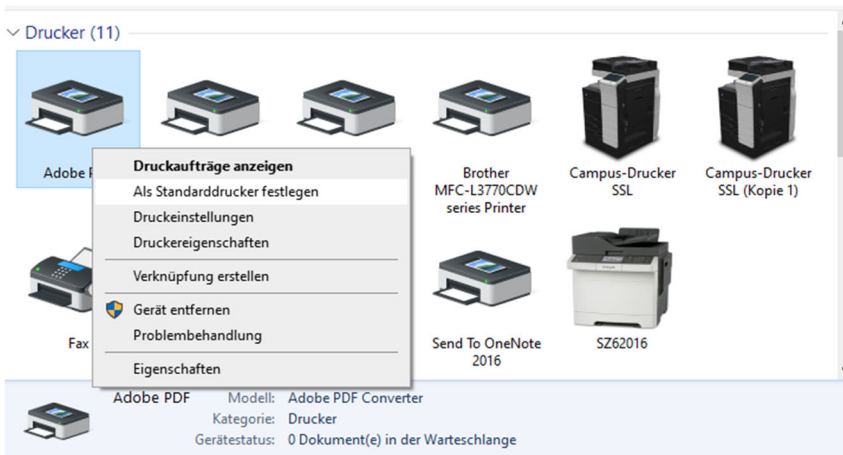 Drucker (11)
Adobe
Brother
MFC-L3770CDW
series Printer
Campus-Drucker
SSL
Campus-Drucker
SSL (Kopie 1)
Druckaufträge anzeigen
Als Standarddrucker festlegen
Druckeinstellungen
Druckereigenschaften
Verknüpfung erstellen
Gerät entfernen
Problembehandlung
Eigenschaften
Fax
Send To OneNote
2016
SZ62016
Adobe PDF Modell: Adobe PDF Converter
Kategorie: Drucker
Gerätestatus: 0 Dokument(e) in der Warteschlange